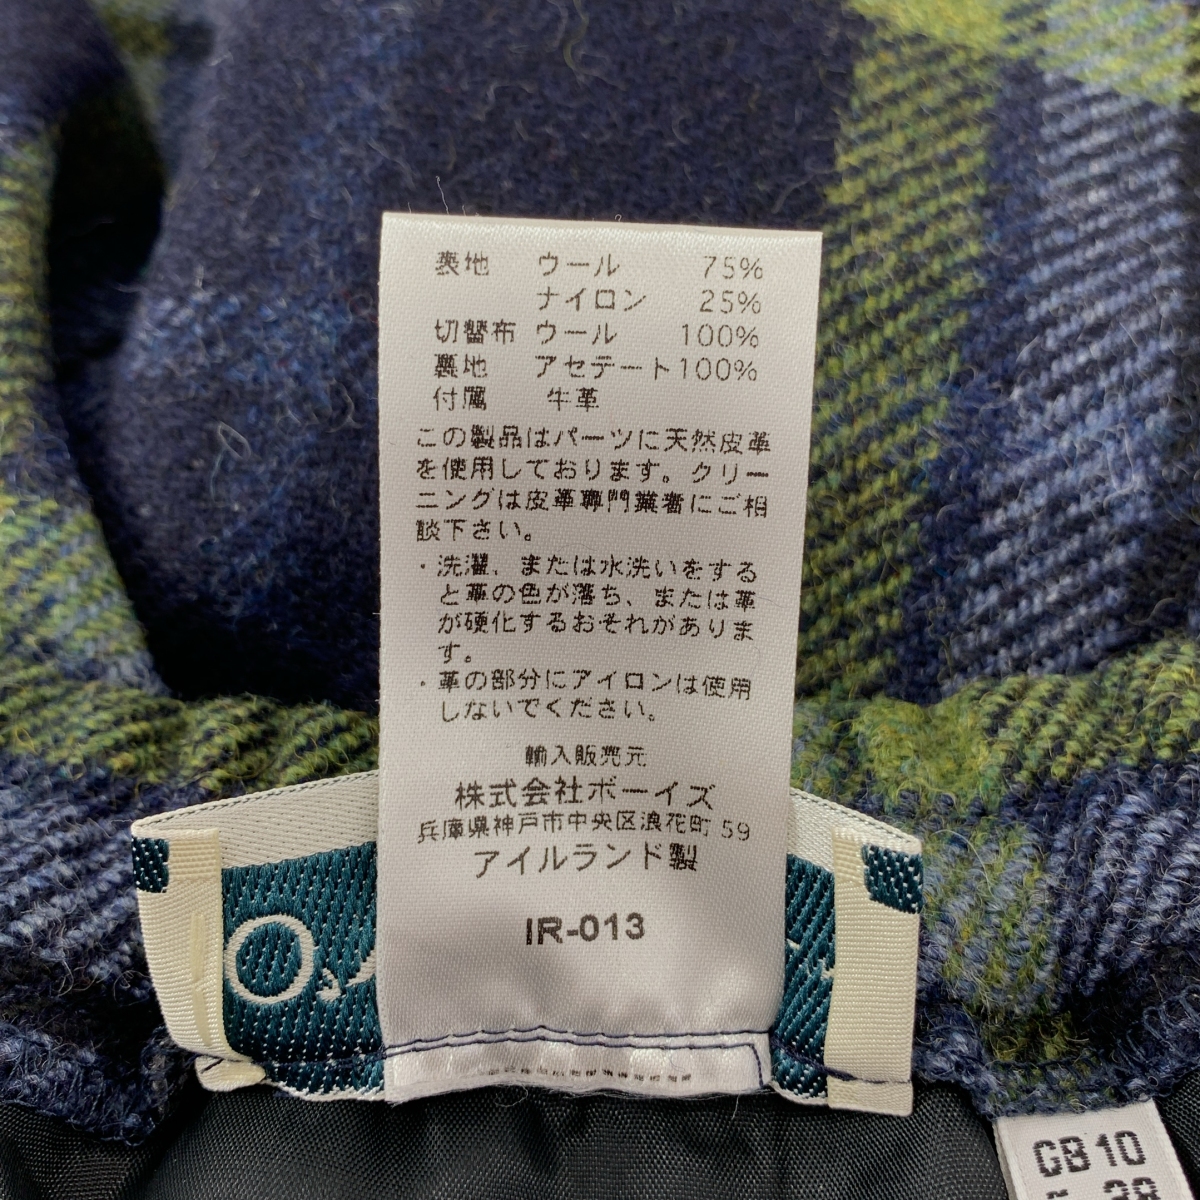 表地 ウール 75%
ナイロン 25%
切替布 ウール 100%
裏地 アセテート100%
付属 牛革
この製品はパーツに天然皮革
を使用しております。クリー
ニングは皮革専門業者にご相
談下さい。
・洗濯、または水洗いをする
と革の色が落ち、または革
が硬化するおそれがありま
す。
・革の部分にアイロンは使用
しないでください。
輸入販売元
株式会社ボーイズ
兵庫県神戸市中央区浪花町59
アイルランド製
IR-013
GB10